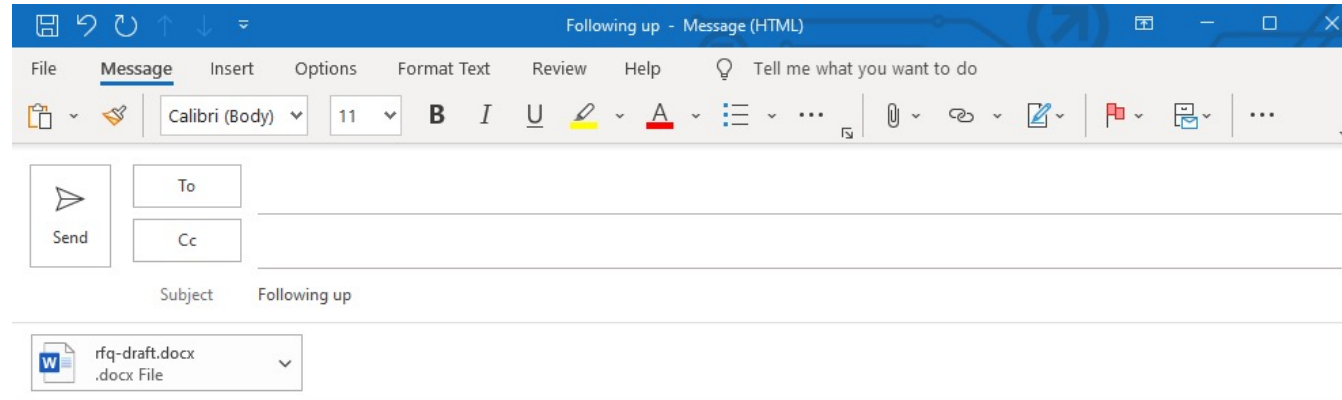 Following up - Message (HTML)
File Message Insert Options Format Text Review Help Tell me what you want to do
Calibri (Body) 11 B I U A
To
Send Cc
Subject Following up
rfq-draft.docx
.docx File